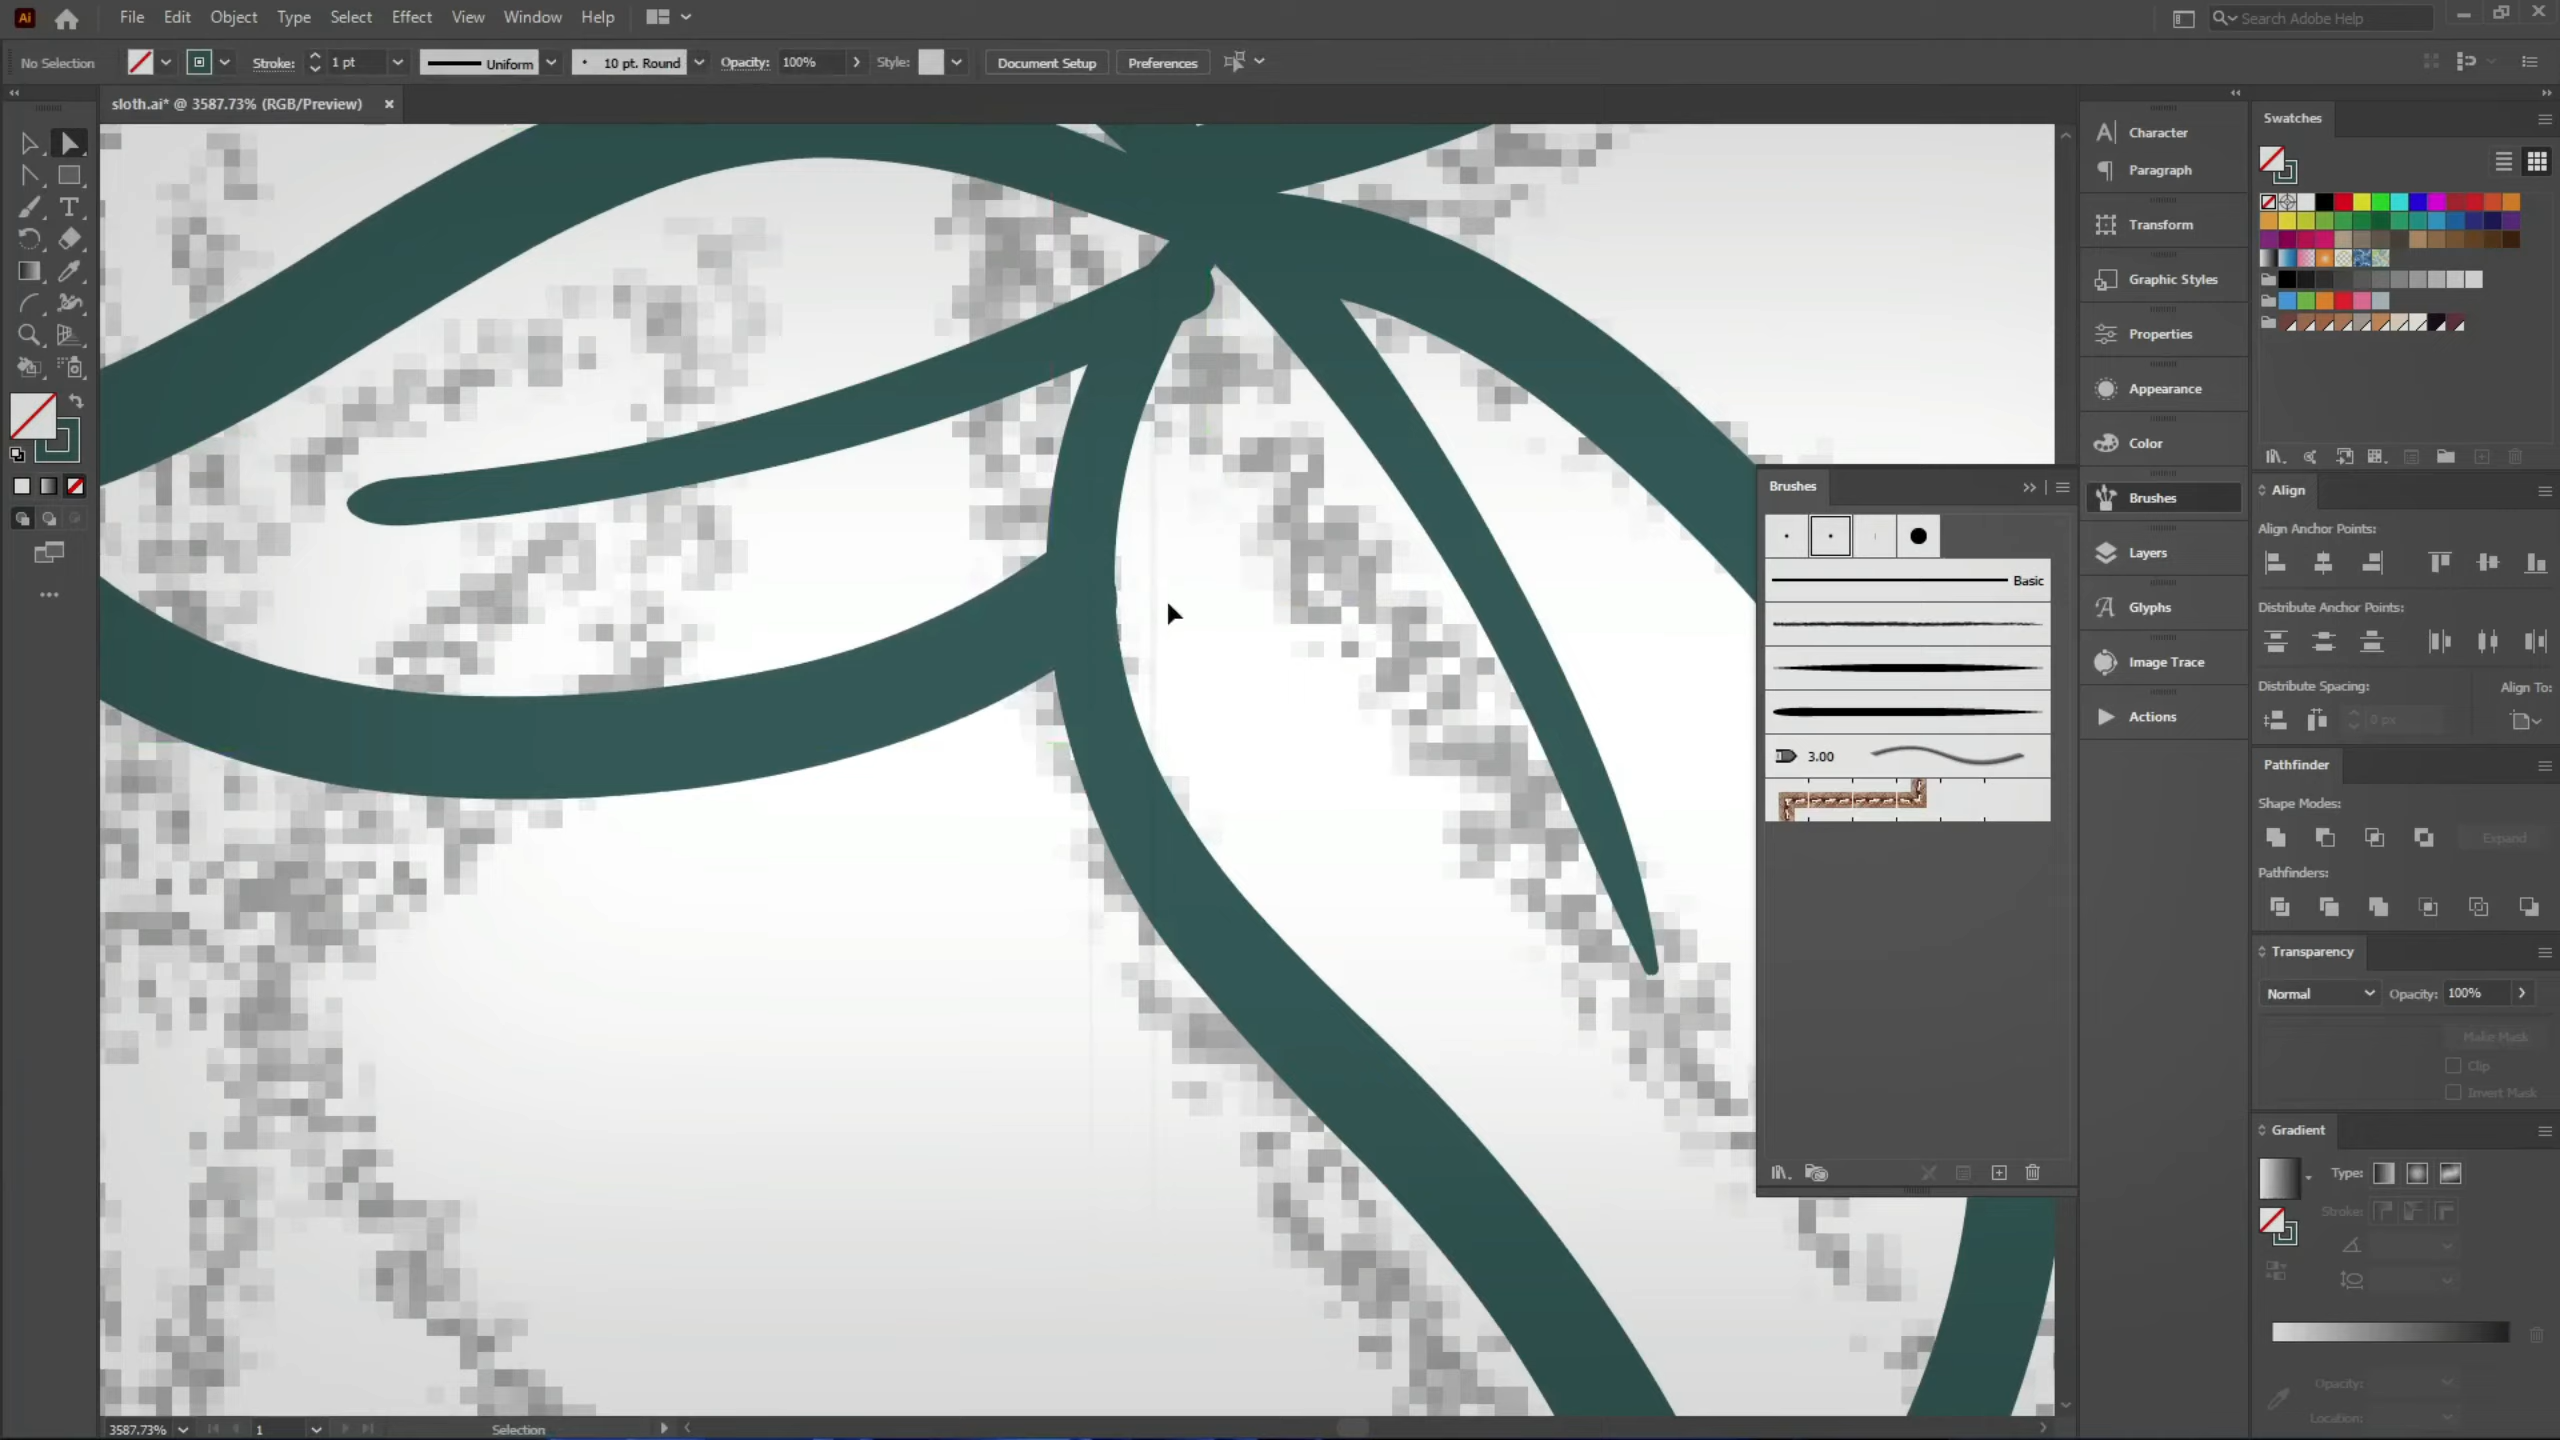 Ai File Edit Object Type Select Effect View Window Help Search Adobe Help
No Selection Stroke: 1 pt Uniform 10 pt. Round Opacity: 100% Style: Document Setup Preferences
sloth.ai* @ 3587.73% (RGB/Preview) ×
Character
Paragraph
Transform
Graphic Styles
Properties
Appearance
Color
Brushes
Layers
Glyphs
Image Trace
Actions
Brushes
Basic
3.00
Swatches
Align
Align Anchor Points:
Distribute Anchor Points:
Distribute Spacing: Align To:
0 px
Pathfinder
Shape Modes:
Expand
Pathfinders:
Transparency
Normal Opacity: 100%
Make Mask
Clip
Invert Mask
Gradient
Type:
Stroke:
Opacity:
Location:
3587.73% 1 Selection